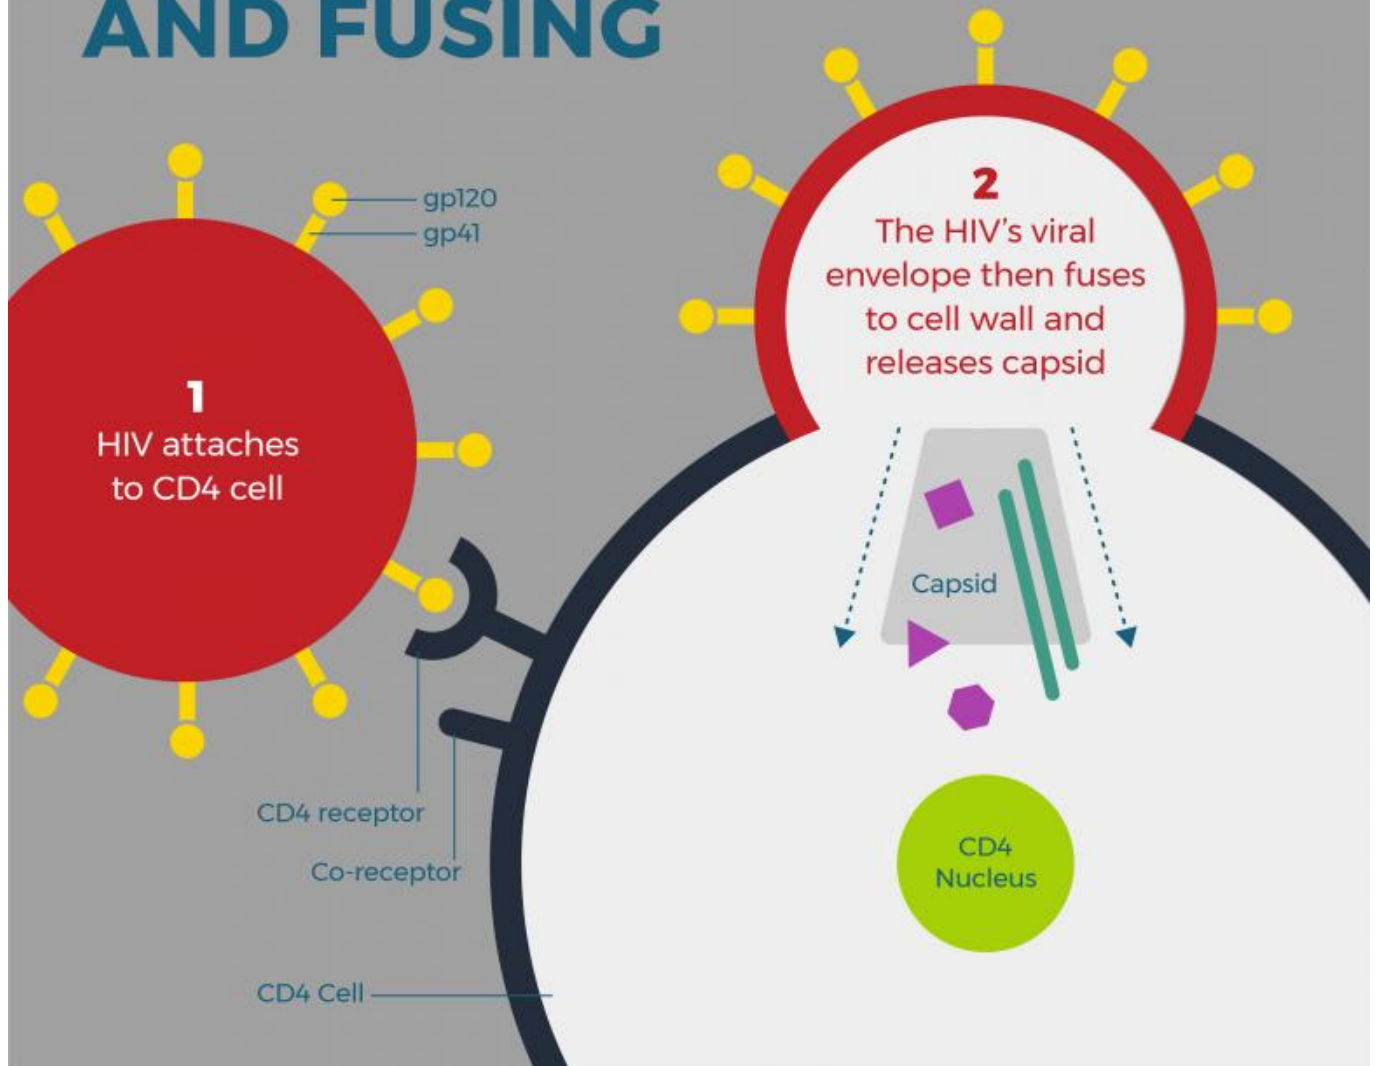 AND FUSING
gp120
gp41
1
HIV attaches
to CD4 cell
2
The HIV's viral
envelope then fuses
to cell wall and
releases capsid
Capsid
CD4 receptor
Co-receptor
CD4
Nucleus
CD4 Cell